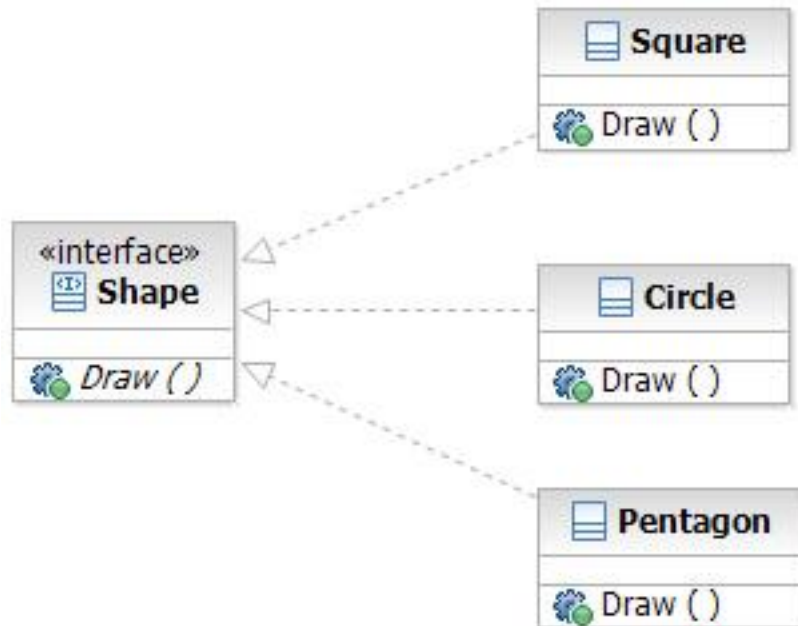 Square
Draw ( )
«interface»
Shape
Draw ( )
Circle
Draw ( )
Pentagon
Draw ( )